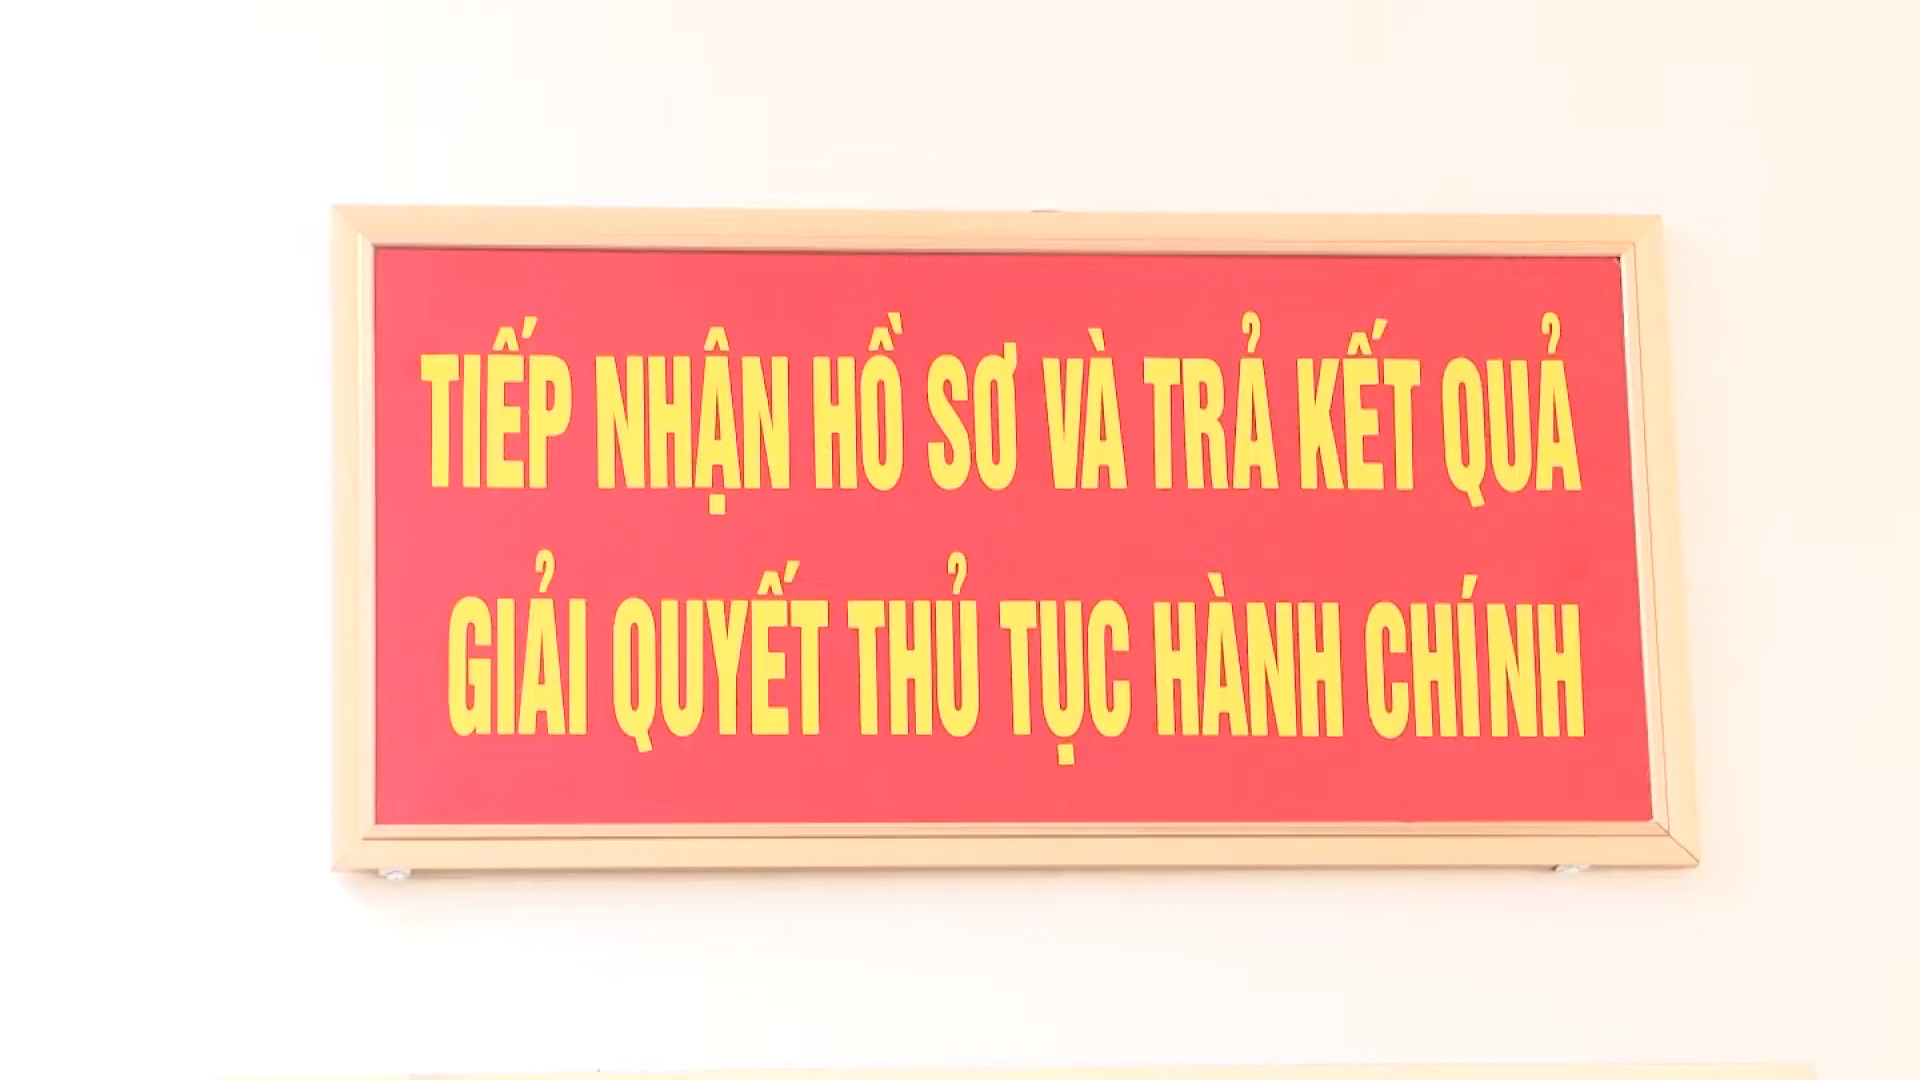 TIẾP NHẬN HỒ SƠ VÀ TRẢ KẾT QUẢ
GIẢI QUYẾT THỦ TỤC HÀNH CHÍNH